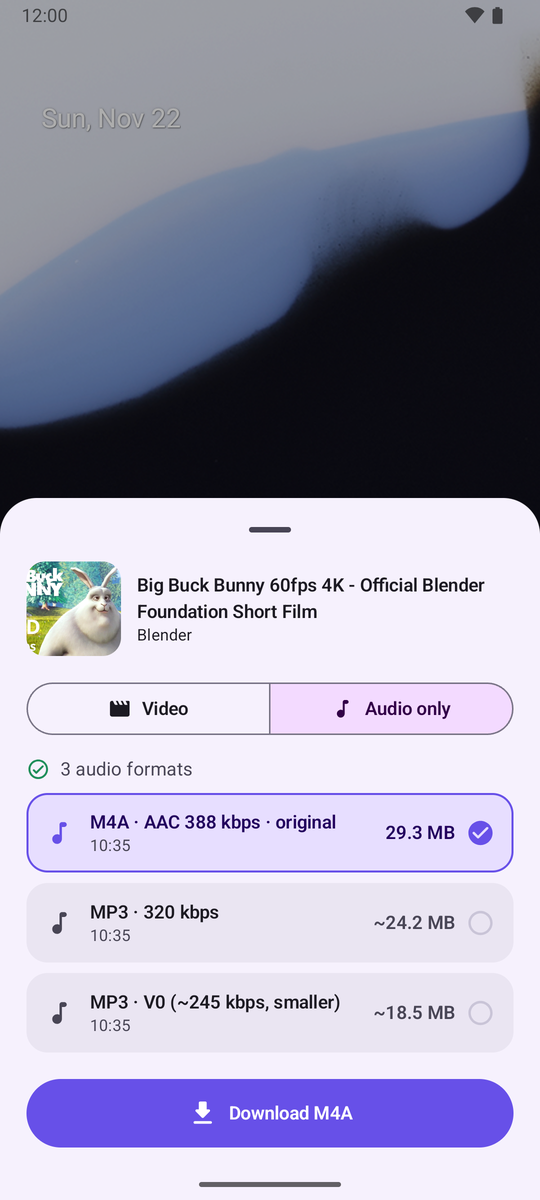 12:00
Sun, Nov 22
Big Buck Bunny 60fps 4K - Official Blender
Foundation Short Film
Blender
Video
Audio only
3 audio formats
M4A · AAC 388 kbps · original
10:35
29.3 MB
MP3 · 320 kbps
10:35
~24.2 MB
MP3 · V0 (~245 kbps, smaller)
10:35
~18.5 MB
Download M4A